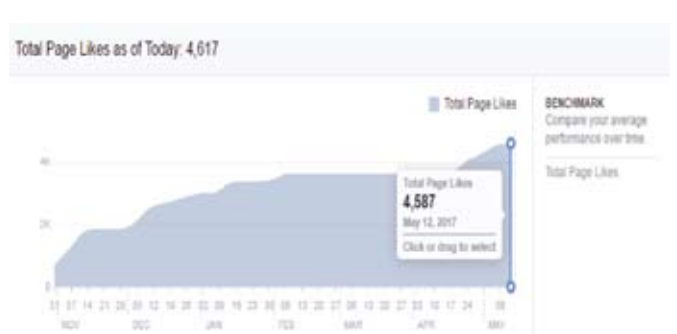 Total Page Likes as of Today: 4,617
Total Page Likes
BENCHMARK
Compare your average
performance over time.
Total Page Likes
4K
Total Page Likes
4,587
May 12, 2017
Click or drag to select
2K
0
NOV DEC JAN FEB MAR APR MAY